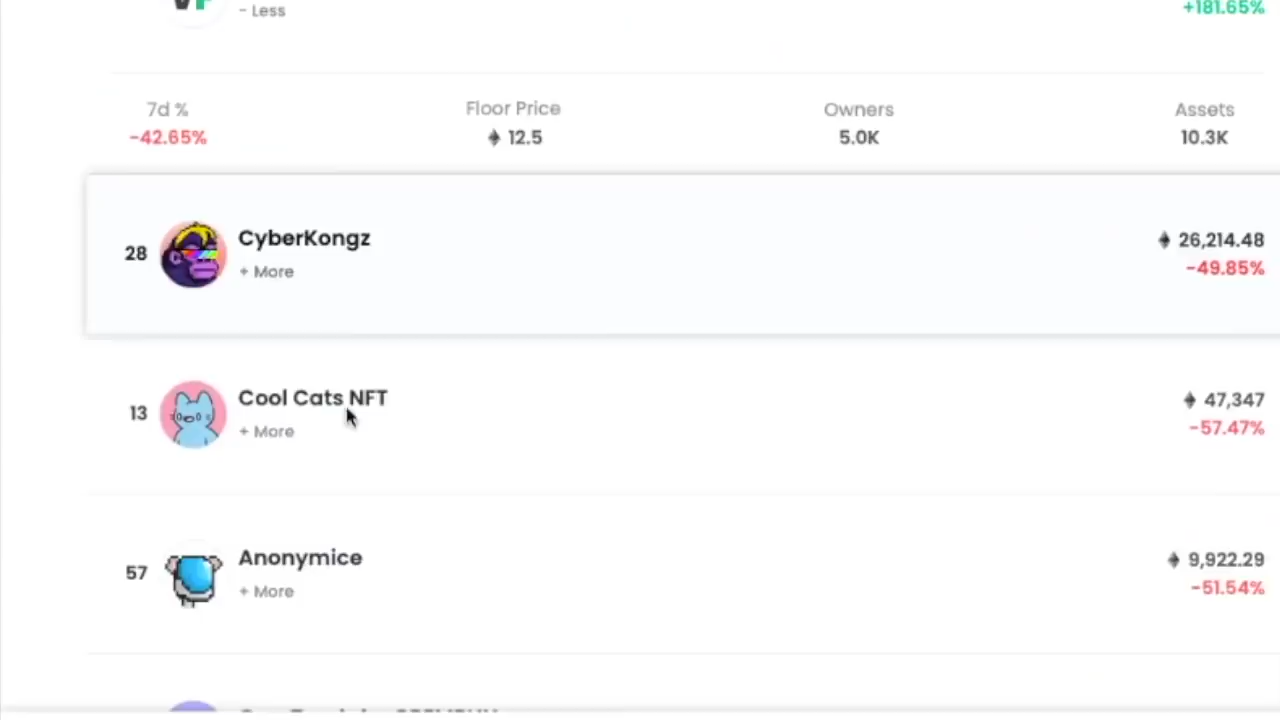 - Less
+181.65%
7d %
Floor Price
Owners
Assets
-42.65%
12.5
5.0K
10.3K
28
CyberKongz
+ More
26,214.48
-49.85%
13
Cool Cats NFT
+ More
47,347
-57.47%
57
Anonymice
+ More
9,922.29
-51.54%